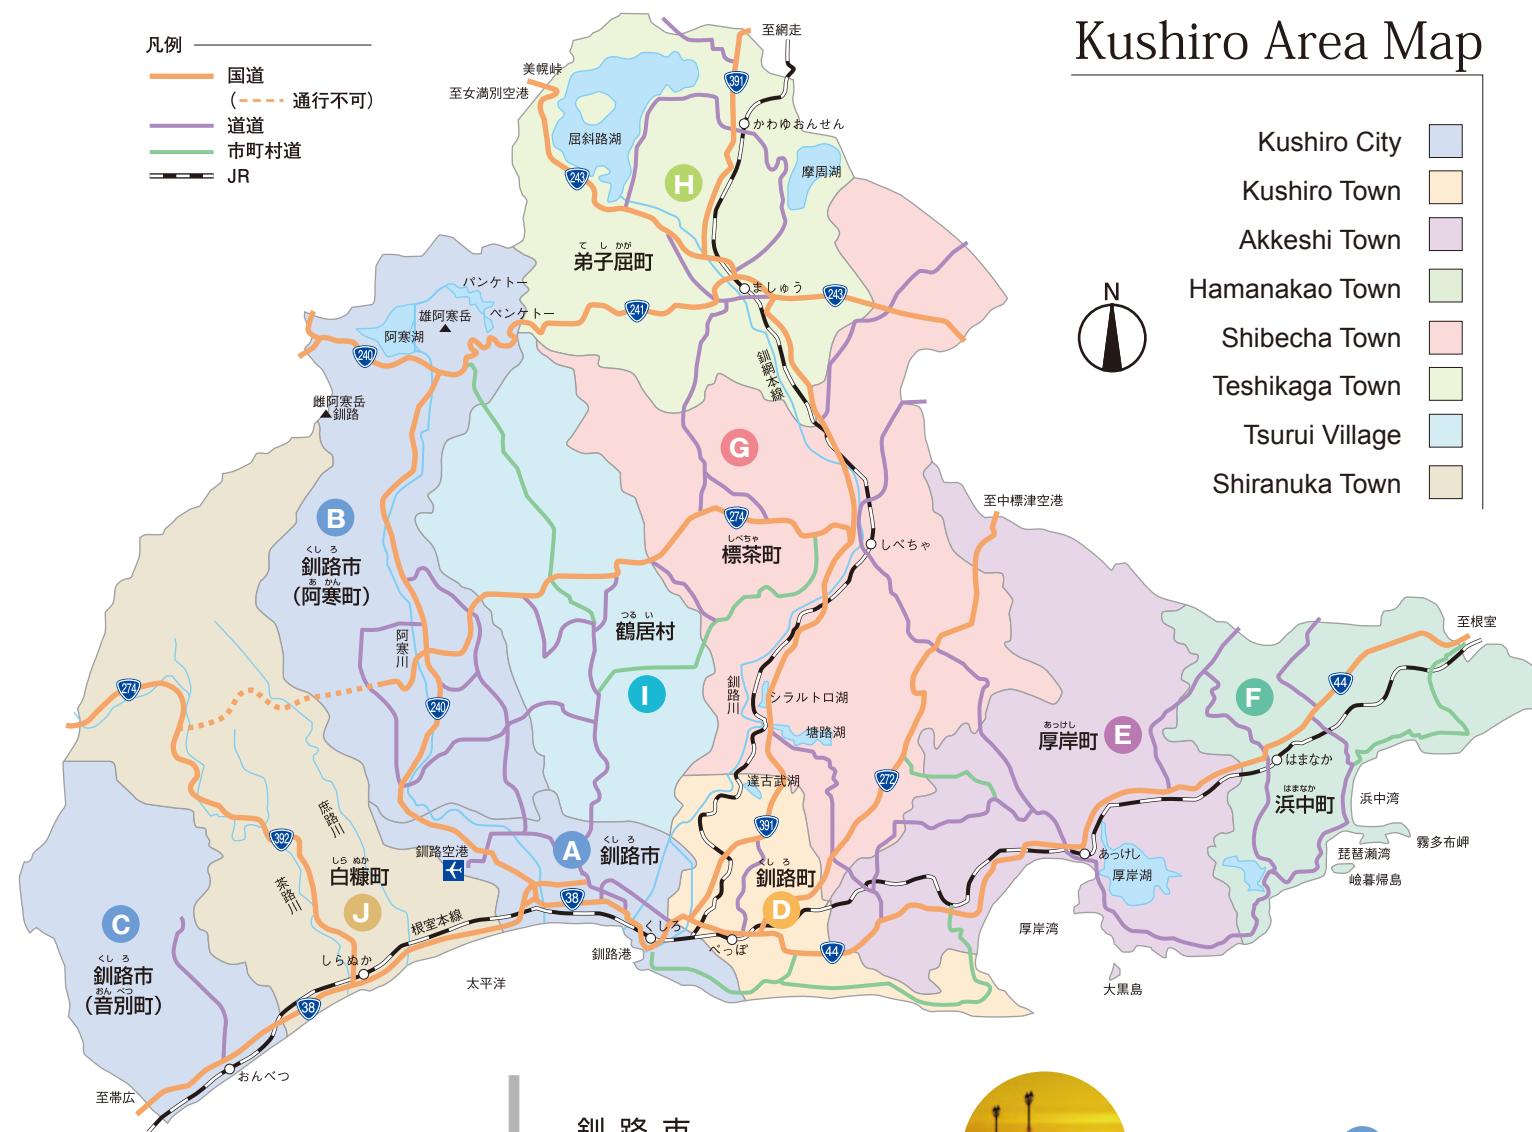 Kushiro Area Map
凡例
国道
(---- 通行不可)
道道
市町村道
JR
Kushiro City
Kushiro Town
Akkeshi Town
Hamanakao Town
Shibecha Town
Teshikaga Town
Tsurui Village
Shiranuka Town
N
至網走
美幌峠
至女満別空港
391
かわゆおんせん
屈斜路湖
摩周湖
243
H
て し かが
弟子屈町
パンケトー
ペンケトー
雄阿寒岳
阿寒湖
ましゅう
243
241
240
釧網本線
雌阿寒岳
釧路
G
至中標津空港
B
274
しべちゃ
標茶町
しべちゃ
くし ろ
釧路市
あ かん
(阿寒町)
つる い
鶴居村
阿寒川
至根室
I
釧路川
シラルトロ湖
塘路湖
274
240
44
F
あっけし
厚岸町
E
達古武湖
272
はまなか
はまなか
浜中町
浜中湾
霧多布岬
琵琶瀬湾
嶮暮帰島
庶路川
392
391
釧路空港
A
くし ろ
釧路市
あっけし
厚岸湖
しら ぬか
白糠町
くし ろ
釧路町
茶路川
J
38
D
C
根室本線
くしろ
べっぽ
44
厚岸湾
釧路港
しらぬか
くし ろ
釧路市
おん べつ
(音別町)
太平洋
大黒島
38
おんべつ
至帯広
釧路市